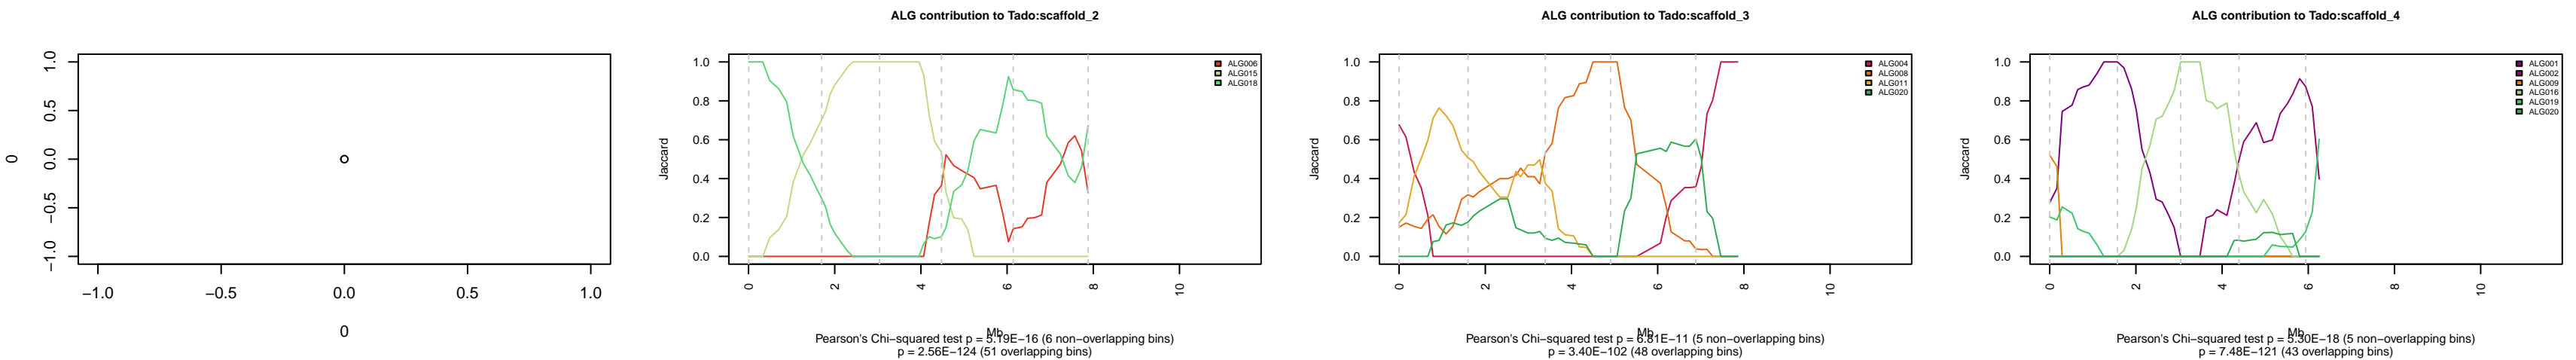 1.0
0.5
0.0
−0.5
−1.0
0
−1.0 −0.5 0.0 0.5 1.0
0
ALG contribution to Tado:scaffold_2
ALG006
ALG015
ALG018
1.0
0.8
0.6
0.4
0.2
0.0
Jaccard
0 2 4 6 8 10
Mb
Pearson's Chi−squared test p = 5.19E−16 (6 non−overlapping bins)
p = 2.56E−124 (51 overlapping bins)
ALG contribution to Tado:scaffold_3
ALG004
ALG008
ALG011
ALG020
1.0
0.8
0.6
0.4
0.2
0.0
Jaccard
0 2 4 6 8 10
Mb
Pearson's Chi−squared test p = 6.81E−11 (5 non−overlapping bins)
p = 3.40E−102 (48 overlapping bins)
ALG contribution to Tado:scaffold_4
ALG001
ALG002
ALG009
ALG016
ALG019
ALG020
1.0
0.8
0.6
0.4
0.2
0.0
Jaccard
0 2 4 6 8 10
Mb
Pearson's Chi−squared test p = 5.30E−18 (5 non−overlapping bins)
p = 7.48E−121 (43 overlapping bins)